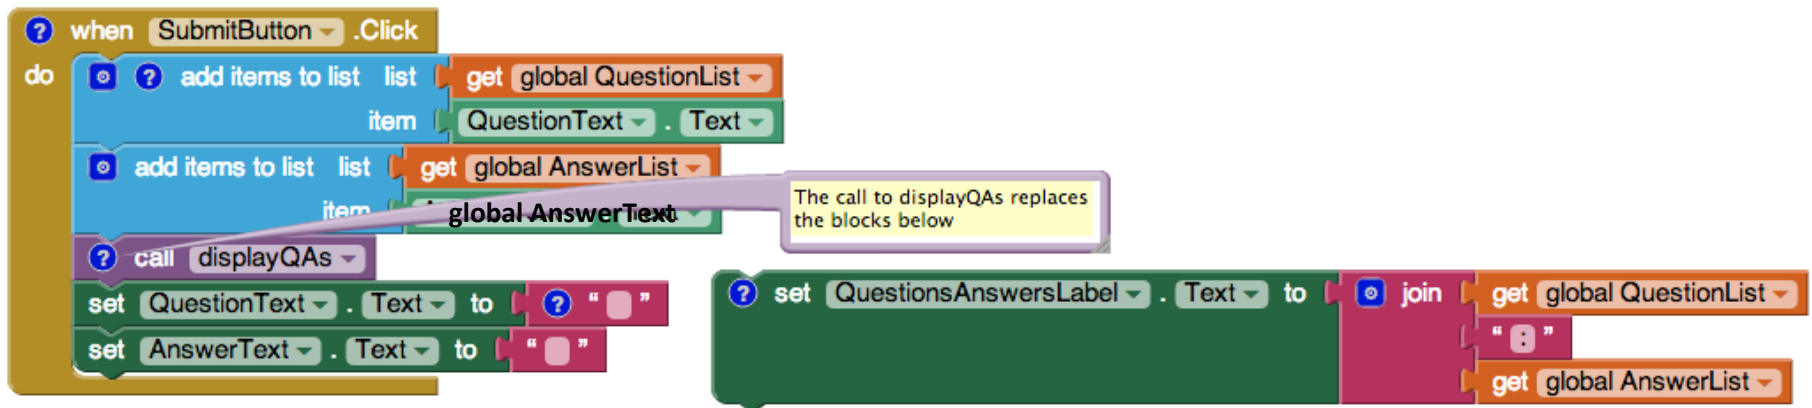 ? when SubmitButton .Click
do ? add items to list list get global QuestionList
item QuestionText . Text
add items to list list get global AnswerList
item global AnswerText
The call to displayQAs replaces
the blocks below
? call displayQAs
set QuestionText . Text to ? “ ”
set AnswerText . Text to “ ”
? set QuestionsAnswersLabel . Text to join get global QuestionList
“ : ”
get global AnswerList